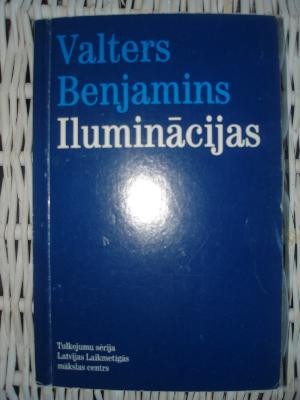 Valters
Benjamins
Iluminācijas
Tulkojumu sērija
Latvijas Laikmetīgās
mākslas centrs